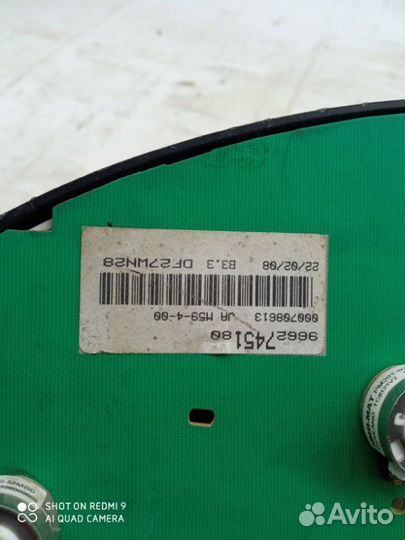 9662745180
000708613 JA M59-4-00
22/02/08 B3.3 DF27WN28
SHOT ON REDMI 9
AI QUAD CAMERA
Avito